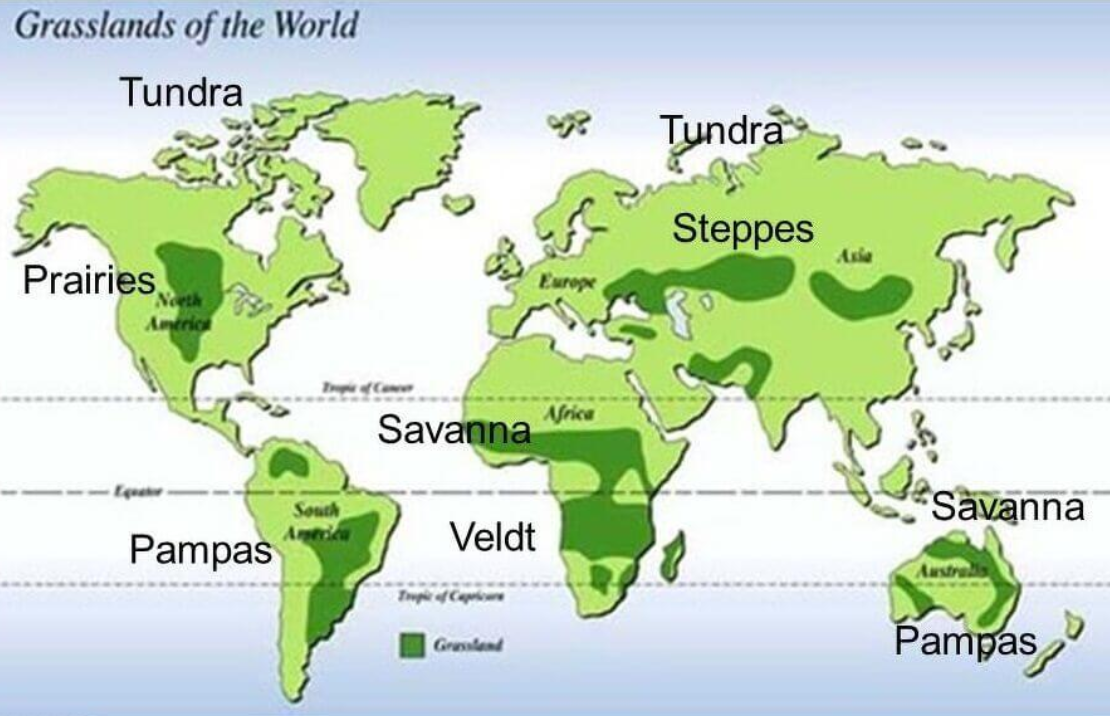 Grasslands of the World
Tundra
Tundra
Steppes
Asia
Europe
Prairies
North
America
Tropic of Cancer
Africa
Savanna
Equator
South
America
Savanna
Pampas
Veldt
Australia
Tropic of Capricorn
Pampas
Grassland